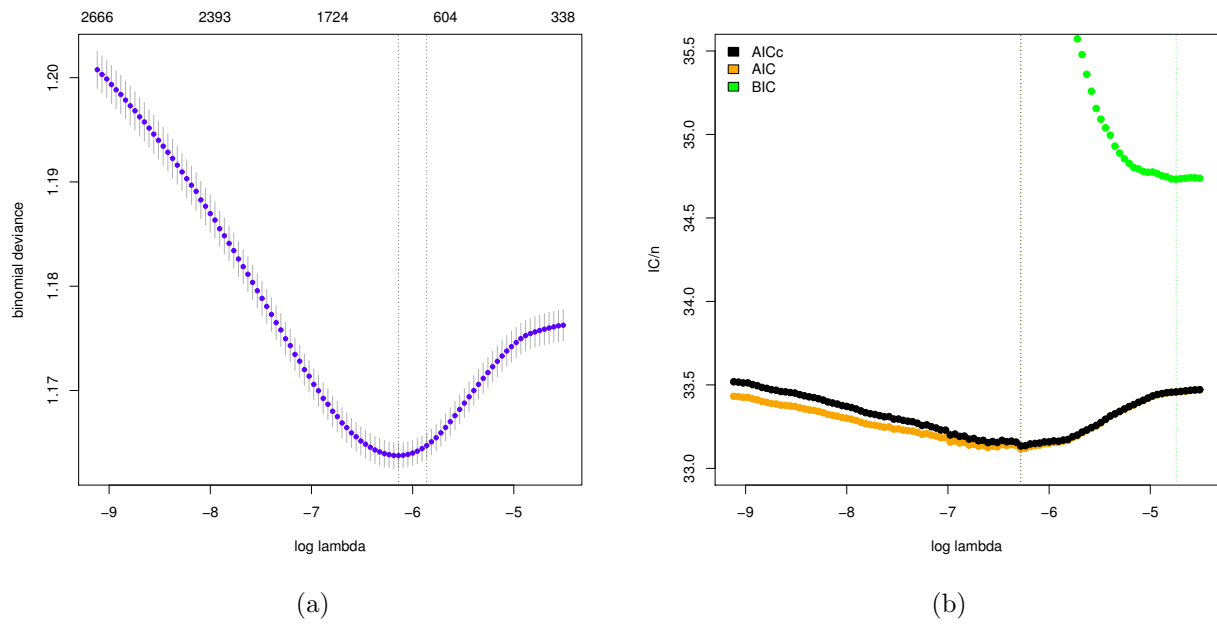 2666 2393 1724 604 338
binomial deviance
1.20
1.19
1.18
1.17
−9 −8 −7 −6 −5
log lambda
(a)
AICc
AIC
BIC
IC/n
35.5
35.0
34.5
34.0
33.5
33.0
−9 −8 −7 −6 −5
log lambda
(b)